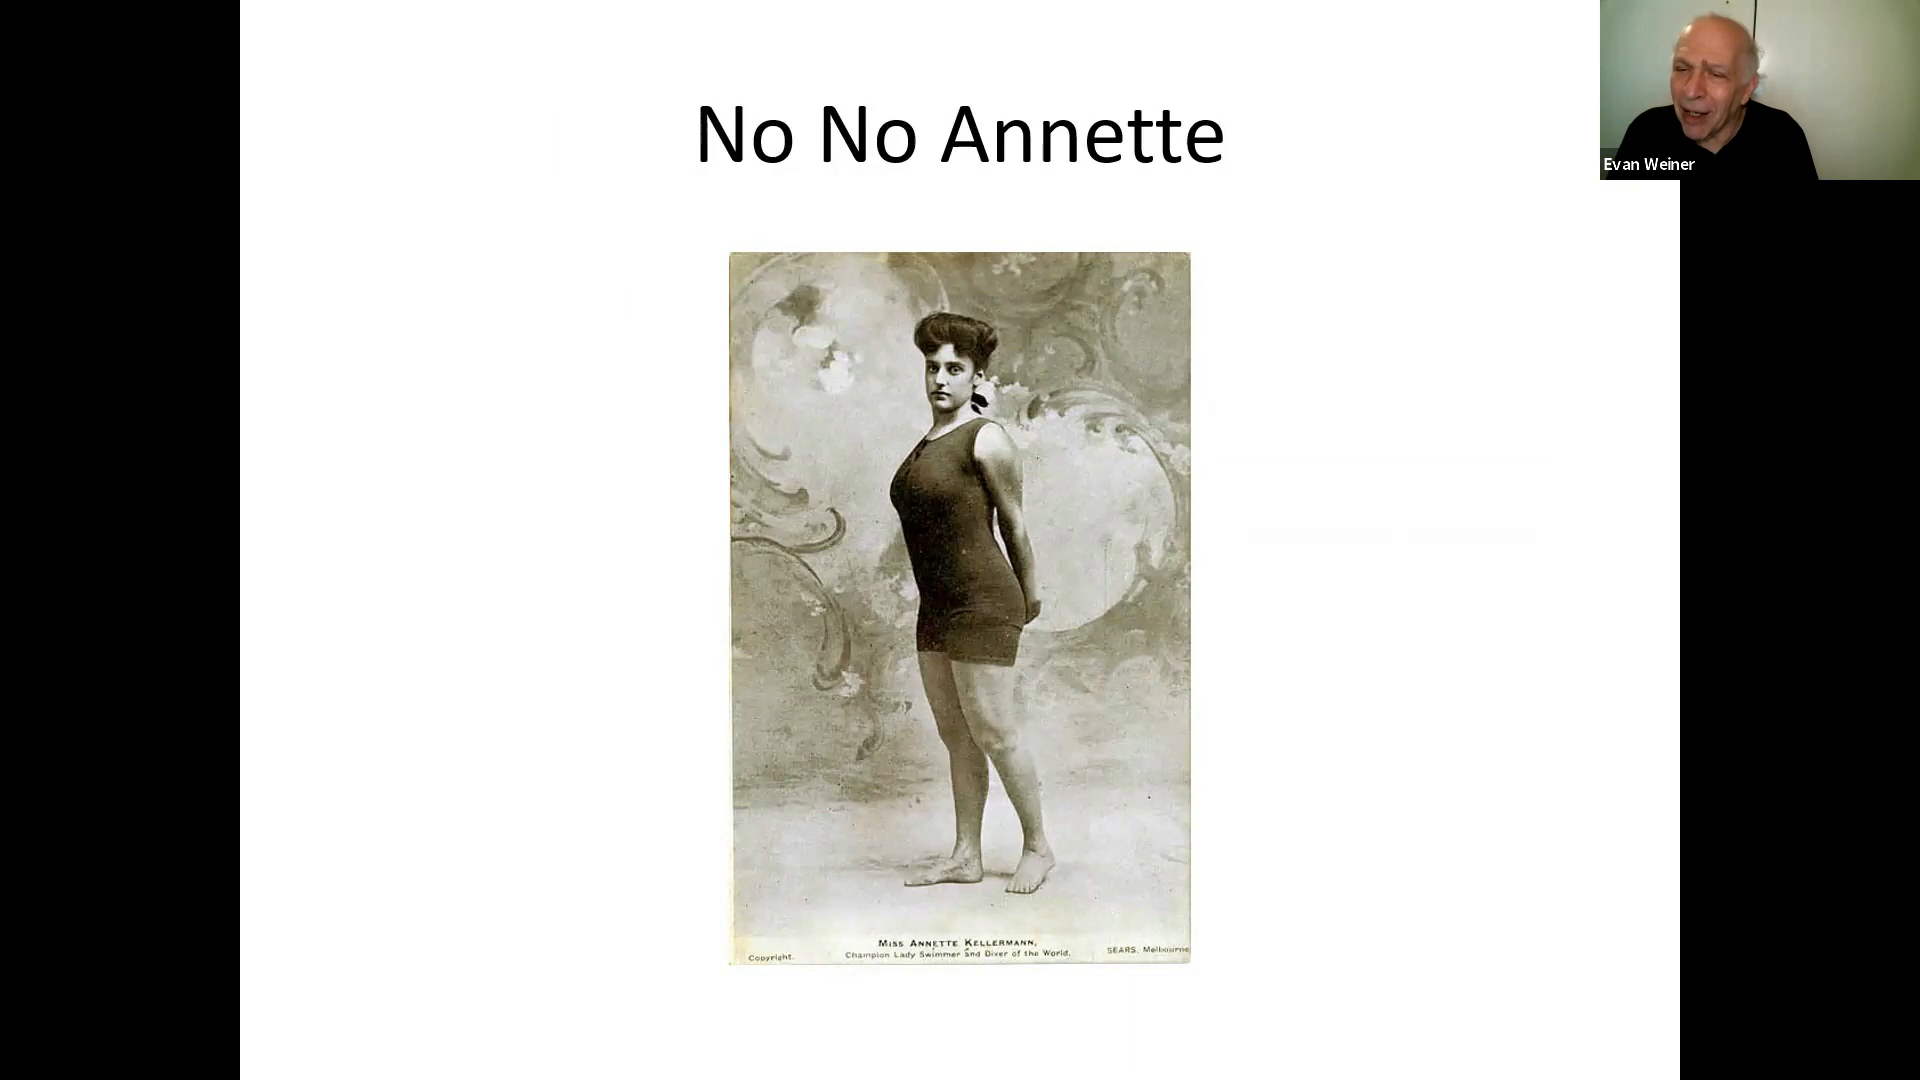 No No Annette
Evan Weiner
Miss Annette Kellermann,
Champion Lady Swimmer and Diver of the World.
Copyright.
SEARS. Melbourne